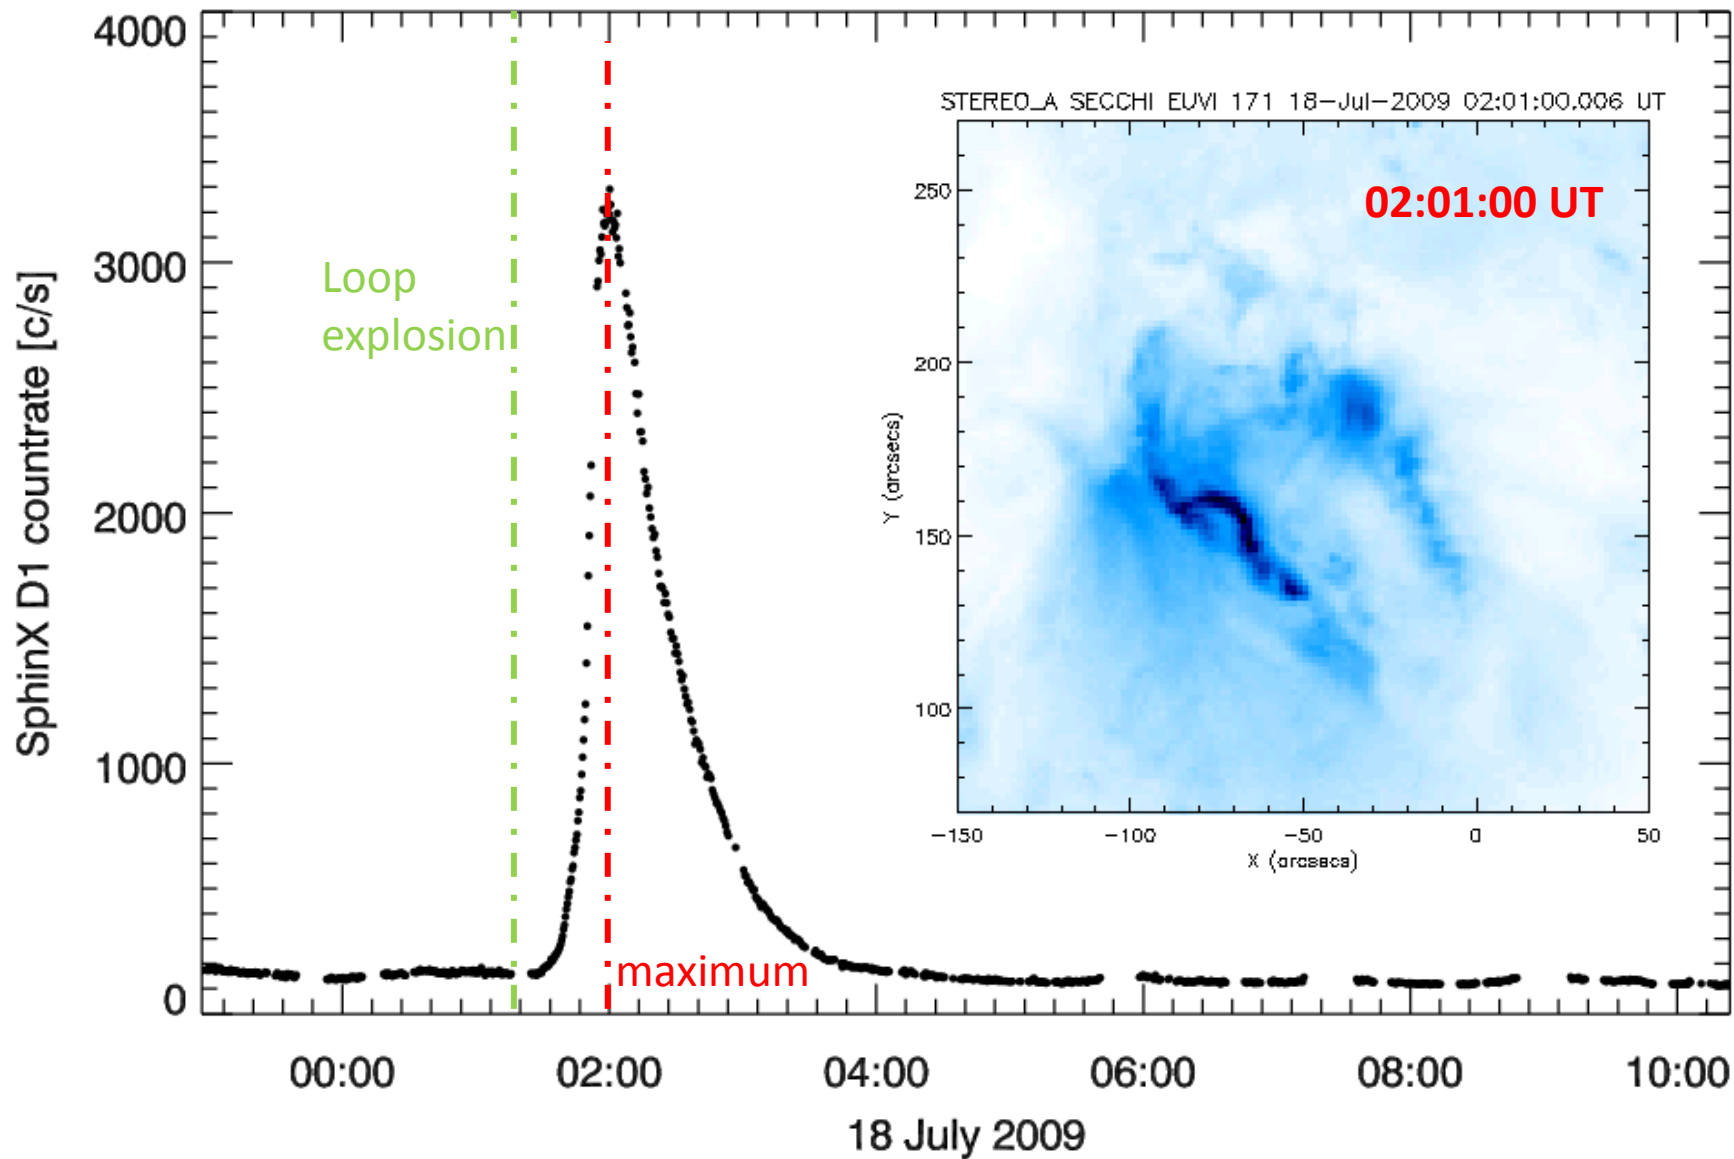 4000
3000
2000
1000
0
SphinX D1 countrate [c/s]
Loop
explosion
maximum
STEREO_A SECCHI EUVI 171 18-Jul-2009 02:01:00.006 UT
02:01:00 UT
250
200
150
100
Y (arcsecs)
-150 -100 -50 0 50
X (arcsecs)
00:00 02:00 04:00 06:00 08:00 10:00
18 July 2009